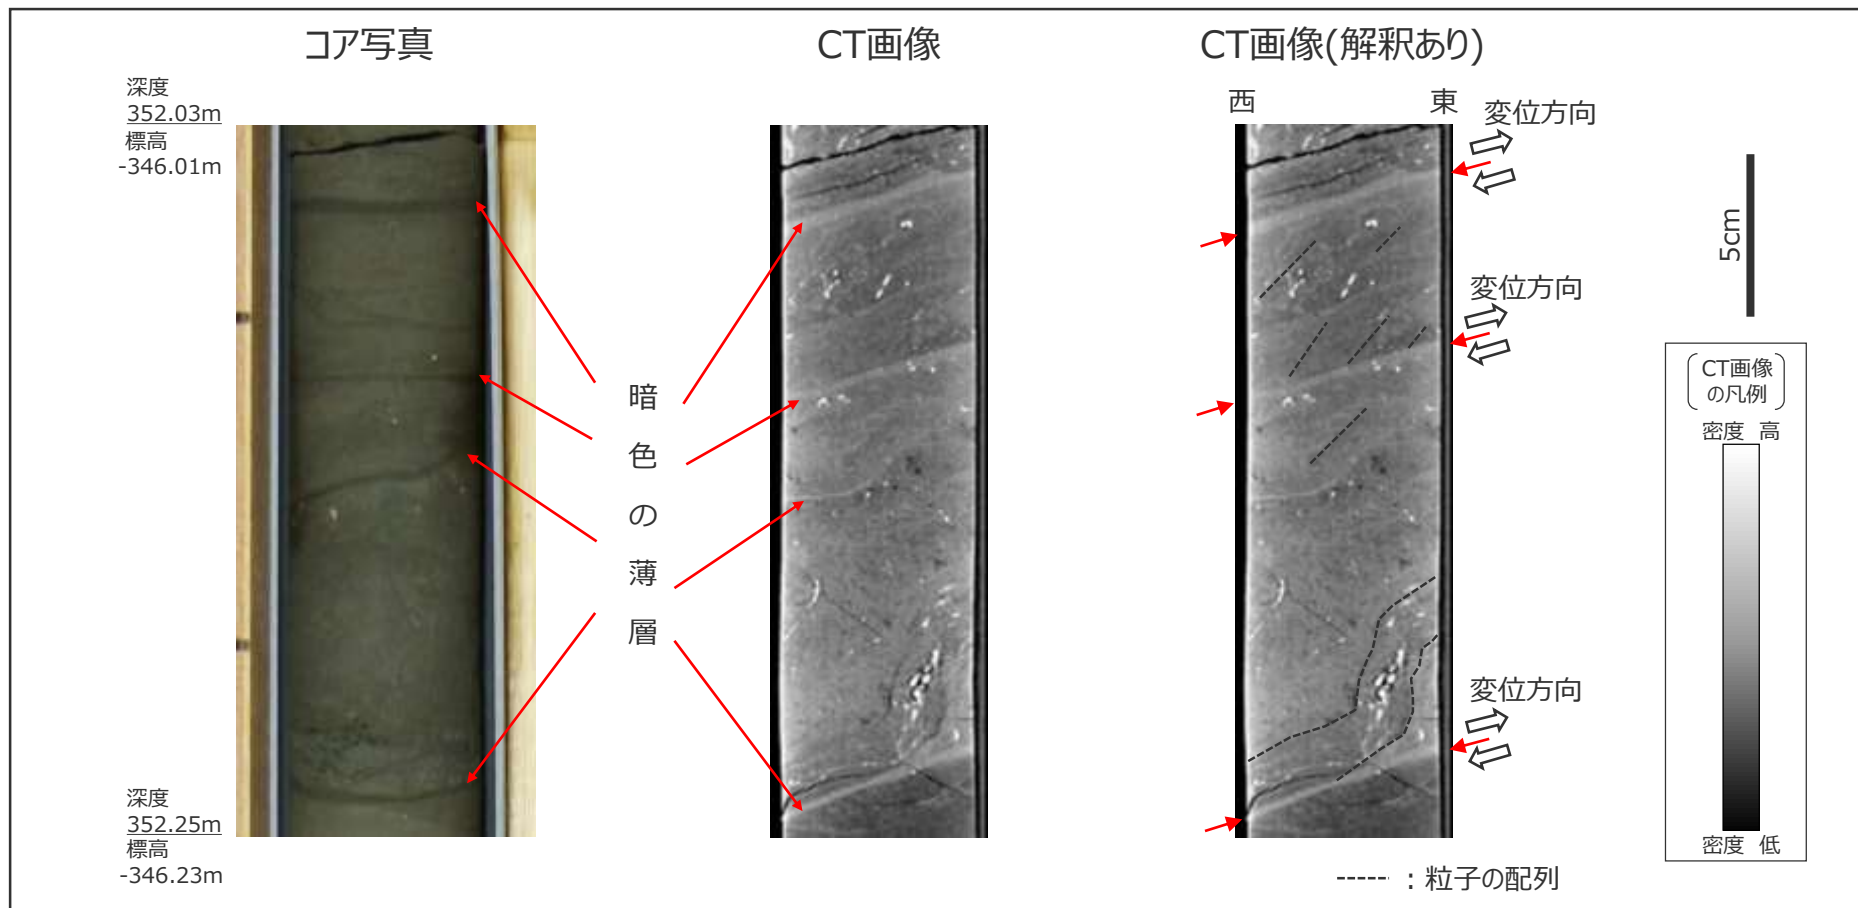 コア写真
CT画像
CT画像(解釈あり)
深度
352.03m
標高
-346.01m
西
東
変位方向
変位方向
変位方向
暗色の薄層
5cm
CT画像
の凡例
密度 高
密度 低
深度
352.25m
標高
-346.23m
：粒子の配列